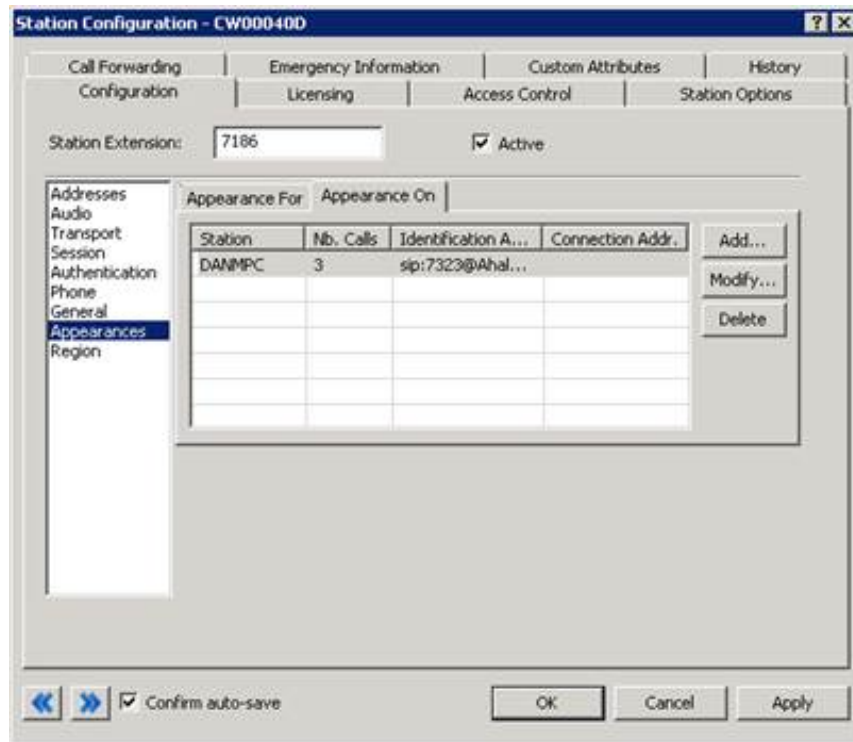 Station Configuration - CW00040D
Call Forwarding Emergency Information Custom Attributes History
Configuration Licensing Access Control Station Options
Station Extension: 7186 Active
Addresses
Audio
Transport
Session
Authentication
Phone
General
Appearances
Region
Appearance For Appearance On
Station Nb. Calls Identification A... Connection Addr.
DANMPC 3 sip:7323@Ahal...
Add...
Modify...
Delete
Confirm auto-save OK Cancel Apply